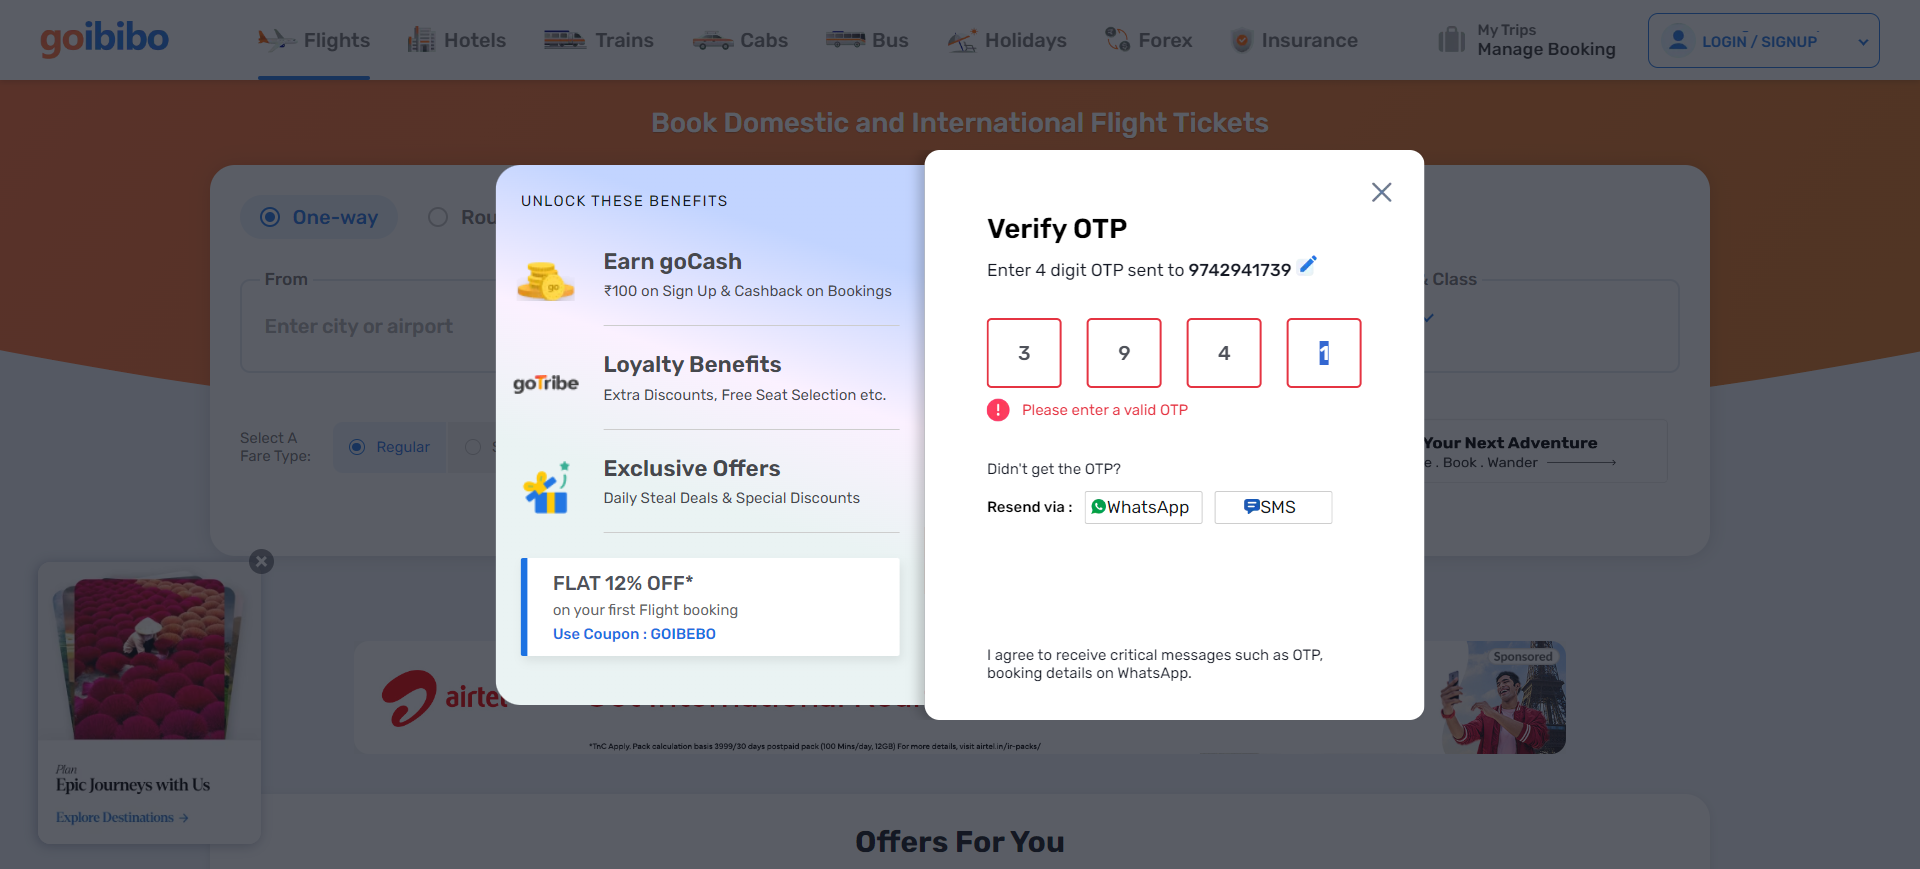 goibibo
Flights
Hotels
Trains
Cabs
Bus
Holidays
Forex
Insurance
My Trips
Manage Booking
LOGIN / SIGNUP
Book Domestic and International Flight Tickets
One-way
Rou
From
Enter city or airport
& Class
Select A
Fare Type:
Regular
Your Next Adventure
e . Book . Wander
UNLOCK THESE BENEFITS
go
Earn goCash
₹100 on Sign Up & Cashback on Bookings
goTribe
Loyalty Benefits
Extra Discounts, Free Seat Selection etc.
Exclusive Offers
Daily Steal Deals & Special Discounts
FLAT 12% OFF*
on your first Flight booking
Use Coupon : GOIBEBO
Verify OTP
Enter 4 digit OTP sent to 9742941739
3 9 4 1
Please enter a valid OTP
Didn't get the OTP?
Resend via :
WhatsApp
SMS
I agree to receive critical messages such as OTP,
booking details on WhatsApp.
Plan
Epic Journeys with Us
Explore Destinations →
airtel
*TnC Apply. Pack calculation basis 3999/30 days postpaid pack (100 Mins/day, 12GB) For more details, visit airtel.in/ir-packs/
Sponsored
Offers For You